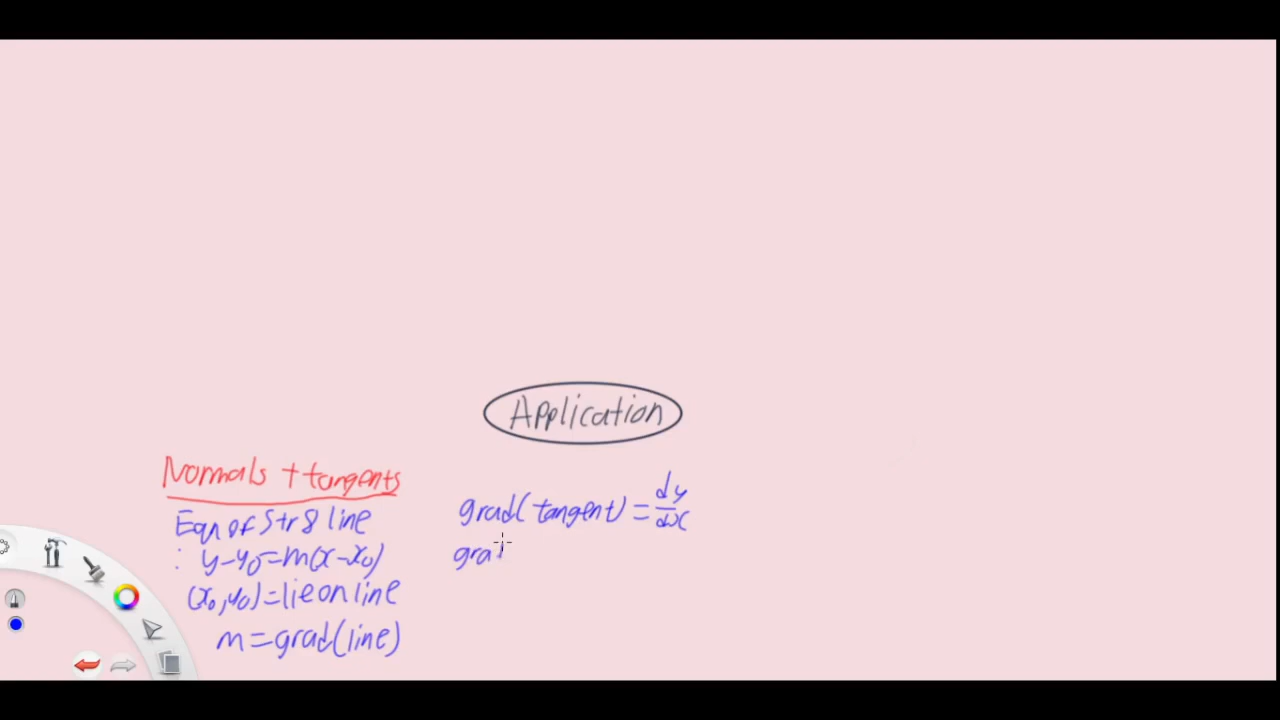 Application
Normals + tangents
Eqn of Str8 line
: y-y₀=m(x-x₀)
(x₀,y₀)=lie on line
m=grad(line)
grad(tangent)=dy/dx
gra